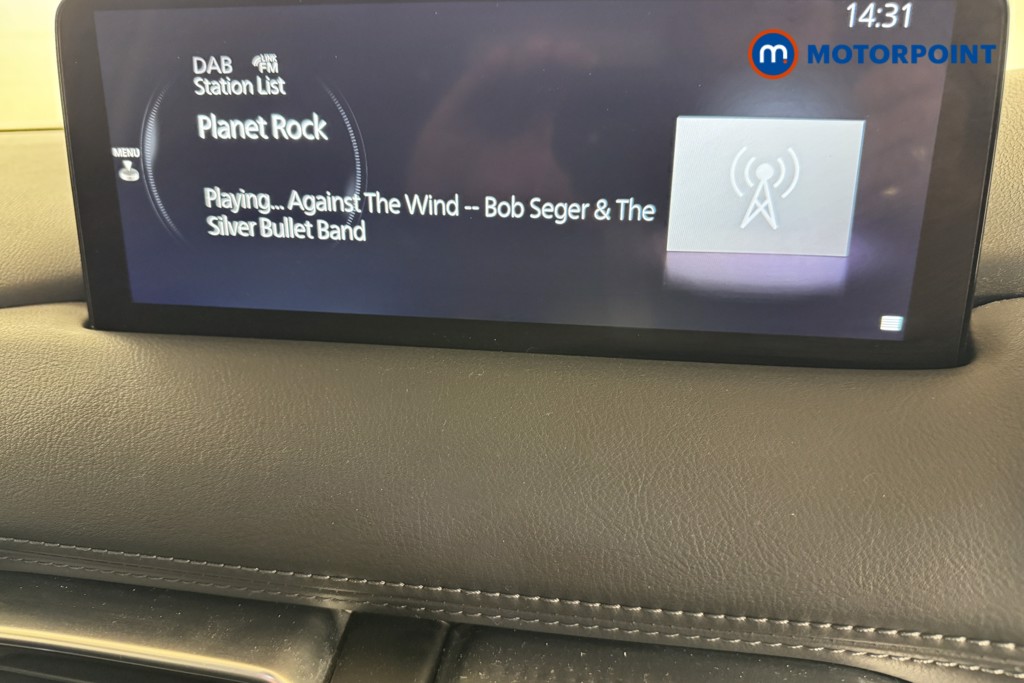 14:31
m MOTORPOINT
DAB LINK FM
Station List
Planet Rock
MENU
Playing... Against The Wind -- Bob Seger & The
Silver Bullet Band